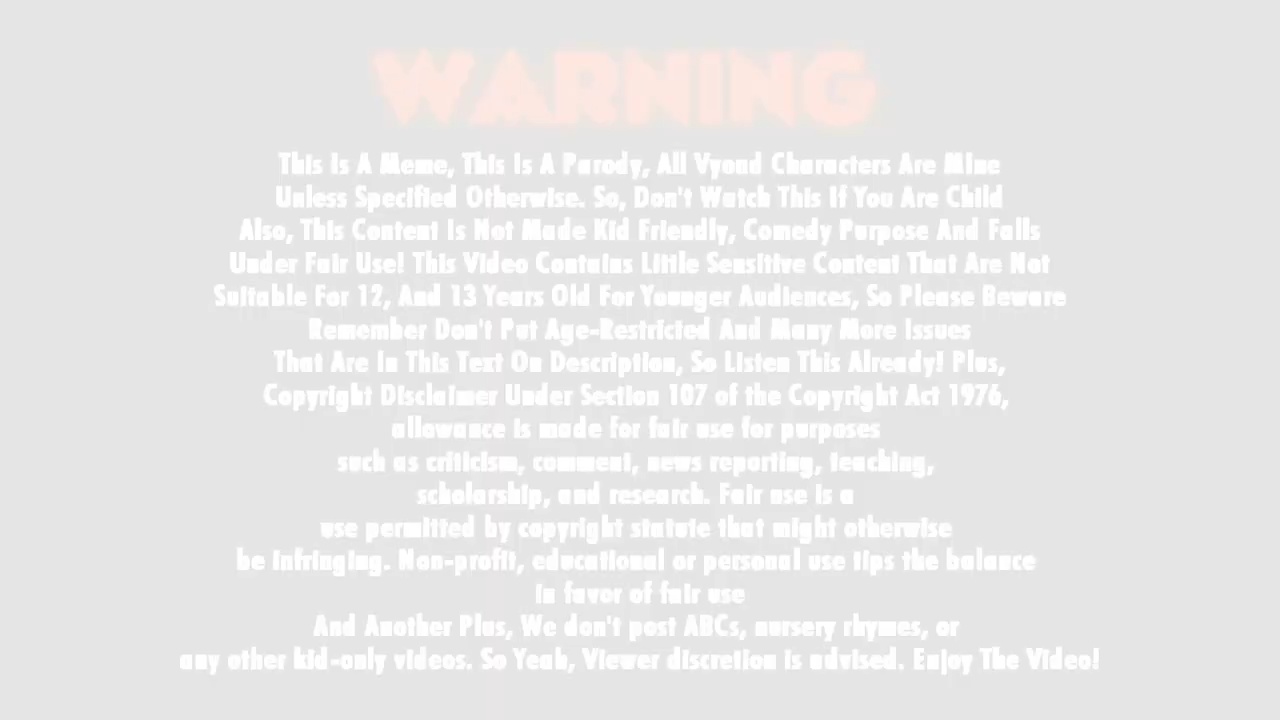 WARNING
This Is A Meme, This Is A Parody, All Vyond Characters Are Mine
Unless Specified Otherwise. So, Don't Watch This If You Are Child
Also, This Content Is Not Made Kid Friendly, Comedy Purpose And Falls
Under Fair Use! This Video Contains Little Sensitive Content That Are Not
Suitable For 12, And 13 Years Old For Younger Audiences, So Please Beware
Remember Don't Put Age-Restricted And Many More Issues
That Are In This Text On Description, So Listen This Already! Plus,
Copyright Disclaimer Under Section 107 of the Copyright Act 1976,
allowance is made for fair use for purposes
such as criticism, comment, news reporting, teaching,
scholarship, and research. Fair use is a
use permitted by copyright statute that might otherwise
be infringing. Non-profit, educational or personal use tips the balance
in favor of fair use
And Another Plus, We don't post ABCs, nursery rhymes, or
any other kid-only videos. So Yeah, Viewer discretion is advised. Enjoy The Video!